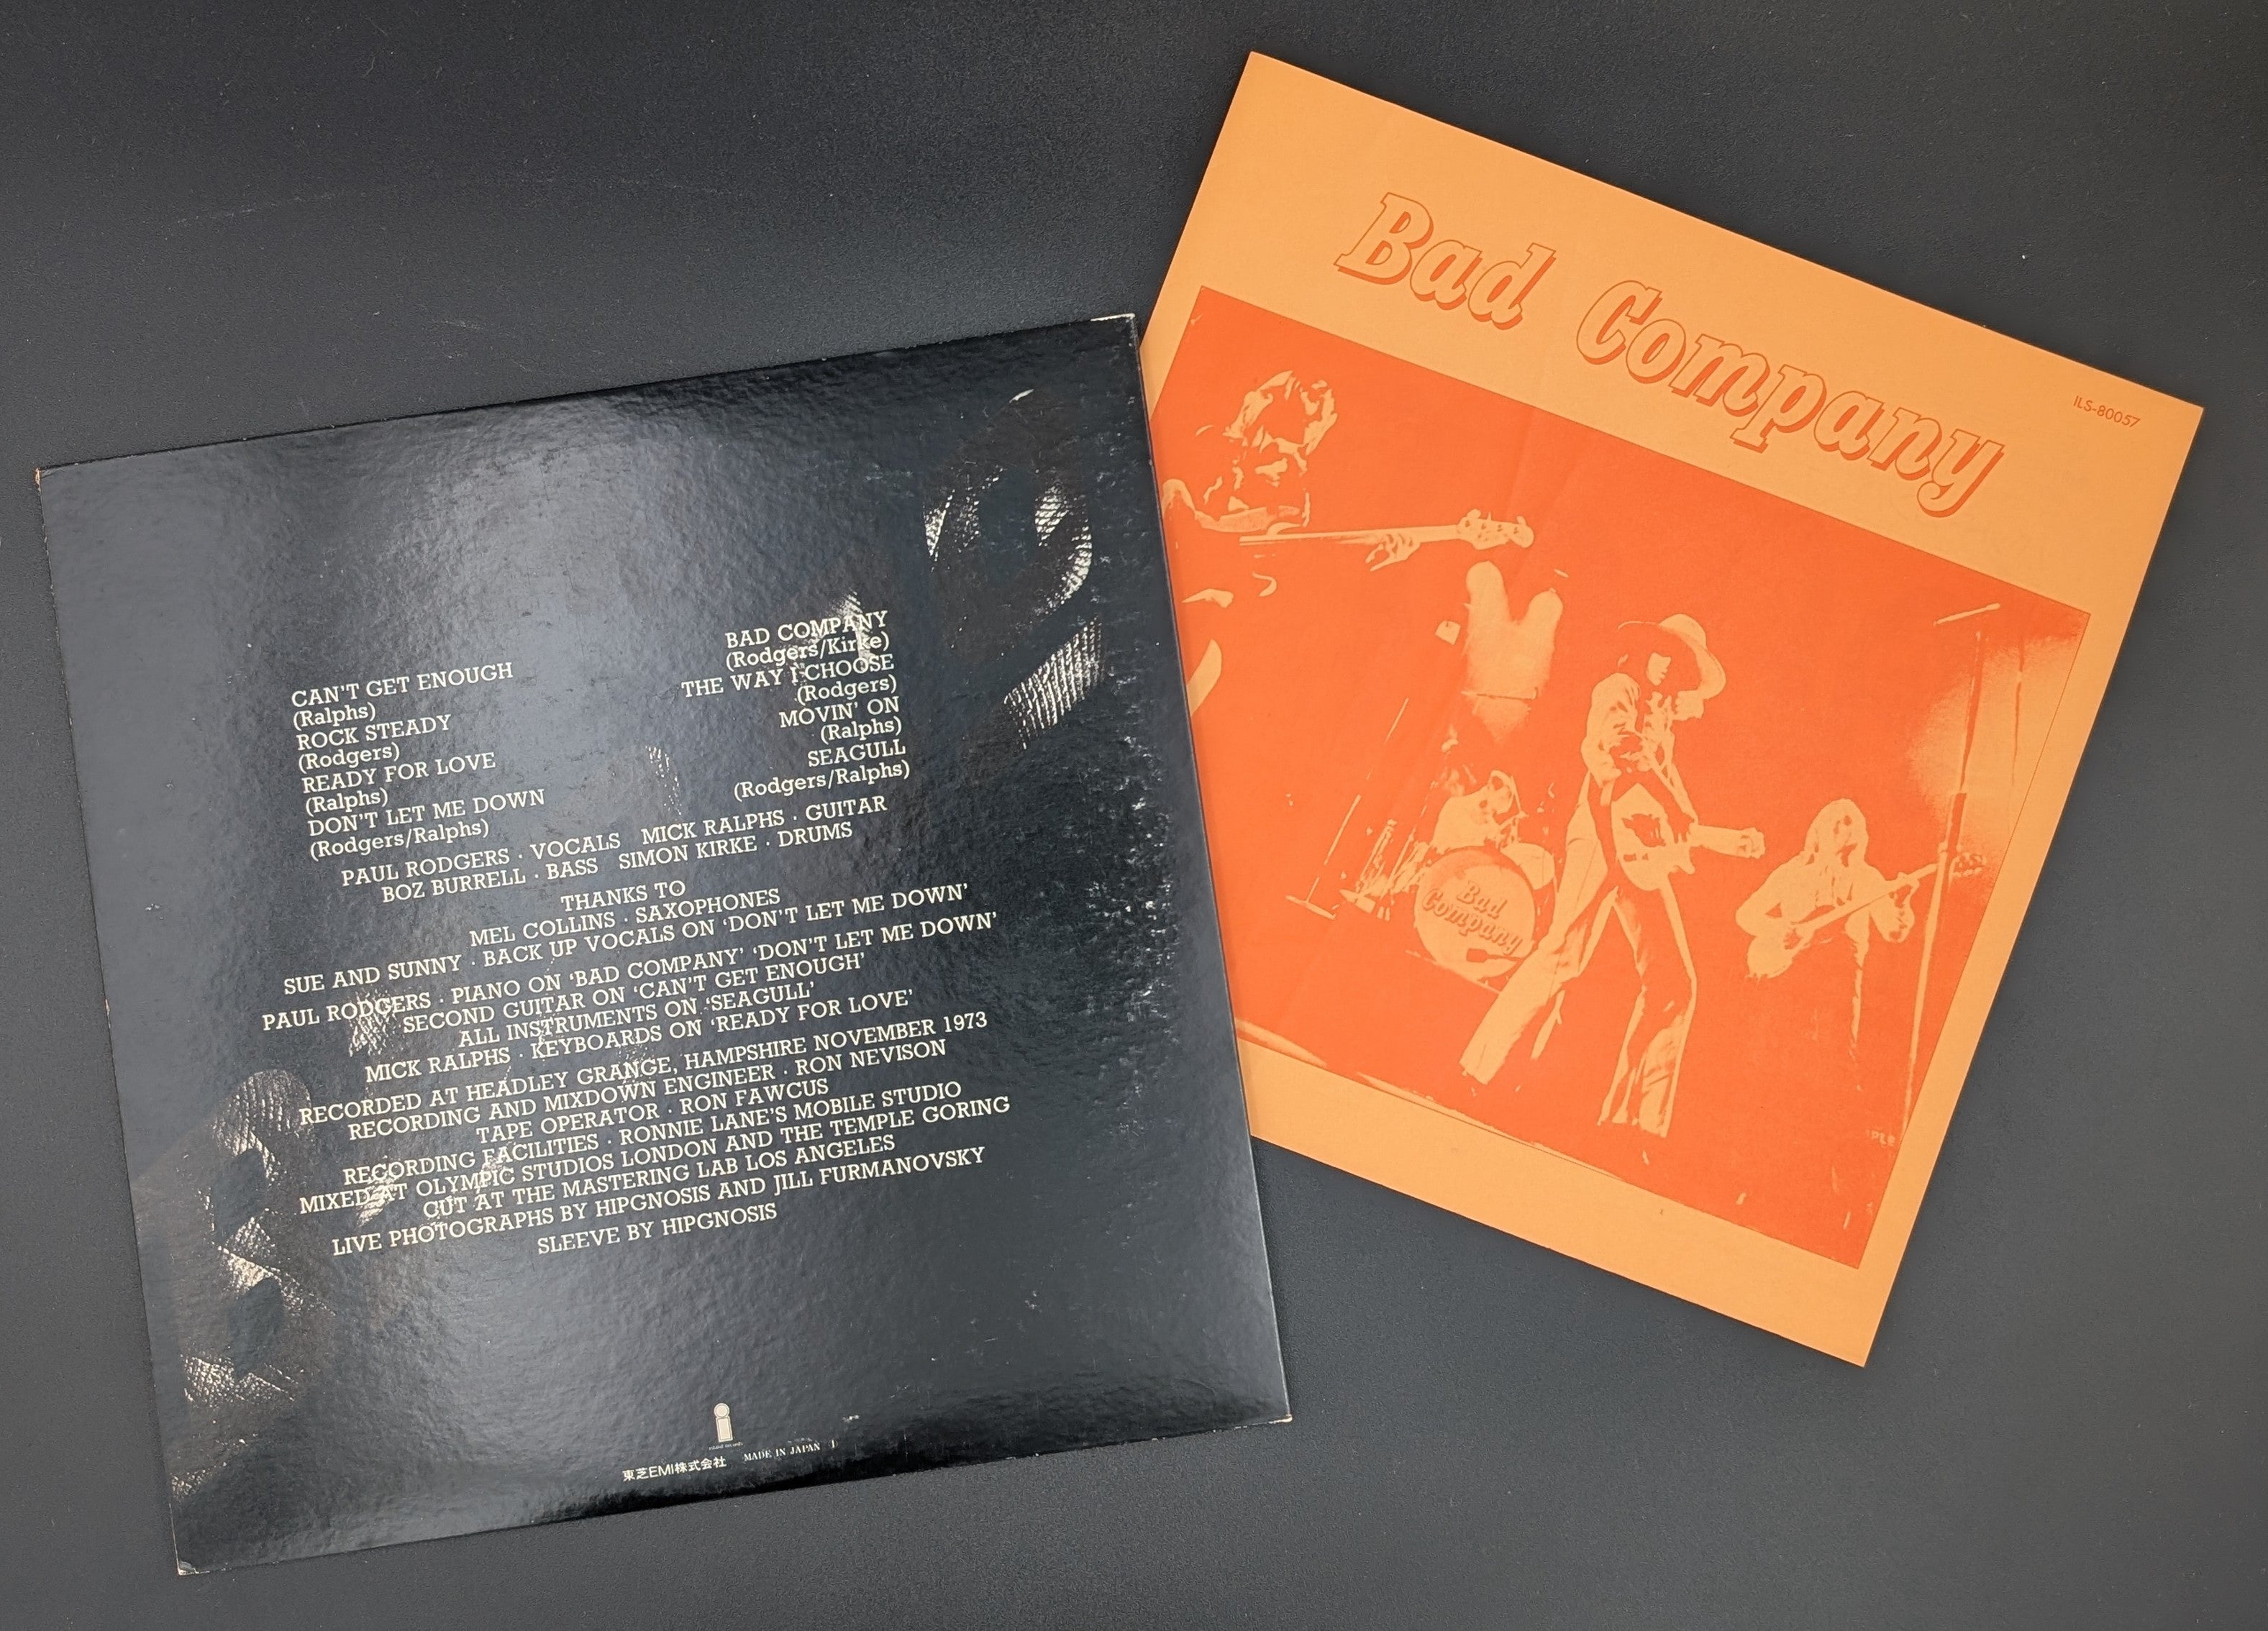 CAN'T GET ENOUGH
(Ralphs)
ROCK STEADY
(Rodgers)
READY FOR LOVE
(Ralphs)
DON'T LET ME DOWN
(Rodgers/Ralphs)
BAD COMPANY
(Rodgers/Kirke)
THE WAY I CHOOSE
(Rodgers)
MOVIN' ON
(Ralphs)
SEAGULL
(Rodgers/Ralphs)
PAUL RODGERS · VOCALS MICK RALPHS · GUITAR
BOZ BURRELL · BASS SIMON KIRKE · DRUMS
THANKS TO
MEL COLLINS · SAXOPHONES
SUE AND SUNNY · BACK UP VOCALS ON 'DON'T LET ME DOWN'
PAUL RODGERS · PIANO ON 'BAD COMPANY' 'DON'T LET ME DOWN'
SECOND GUITAR ON 'CAN'T GET ENOUGH'
ALL INSTRUMENTS ON 'SEAGULL'
MICK RALPHS · KEYBOARDS ON 'READY FOR LOVE'
RECORDED AT HEADLEY GRANGE, HAMPSHIRE NOVEMBER 1973
RECORDING AND MIXDOWN ENGINEER · RON NEVISON
TAPE OPERATOR · RON FAWCUS
RECORDING FACILITIES · RONNIE LANE'S MOBILE STUDIO
MIXED AT OLYMPIC STUDIOS LONDON AND THE TEMPLE GORING
CUT AT THE MASTERING LAB LOS ANGELES
LIVE PHOTOGRAPHS BY HIPGNOSIS AND JILL FURMANOVSKY
SLEEVE BY HIPGNOSIS
island records
東芝EMI株式会社 MADE IN JAPAN
Bad Company
ILS-80057
Bad
Company